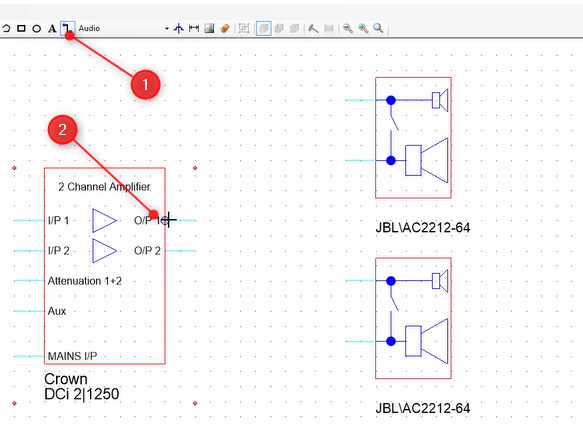 A
Audio
1
2
2 Channel Amplifier
I/P 1
O/P 1
I/P 2
O/P 2
Attenuation 1+2
Aux
MAINS I/P
Crown
DCi 2|1250
JBL\AC2212-64
JBL\AC2212-64